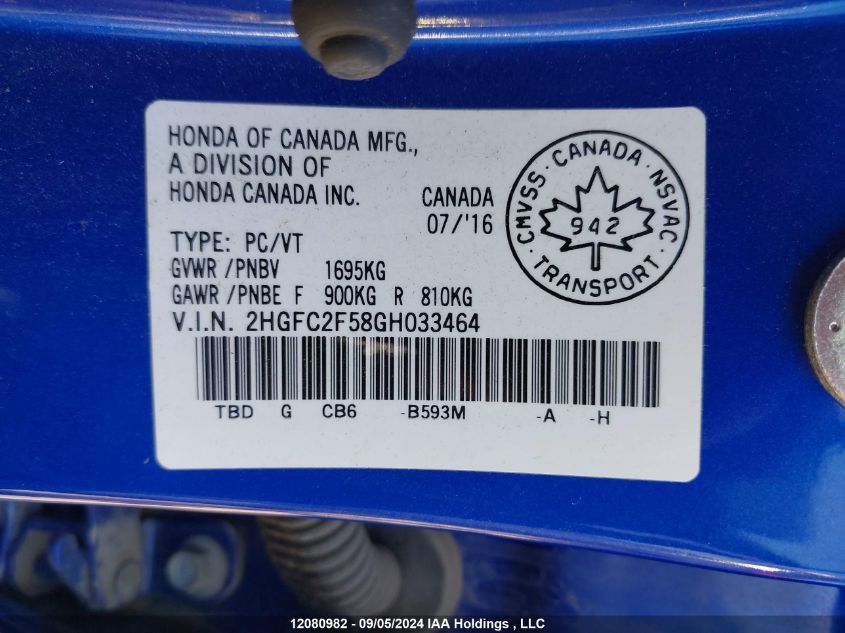 HONDA OF CANADA MFG.,
A DIVISION OF
HONDA CANADA INC.
CANADA
07/'16
TYPE: PC/VT
GVWR /PNBV 1695KG
GAWR /PNBE F 900KG R 810KG
V.I.N. 2HGFC2F58GH033464
TBD G CB6 -B593M -A -H
CMVSS · CANADA · NSVAC
942
· TRANSPORT ·
12080982 - 09/05/2024 IAA Holdings , LLC